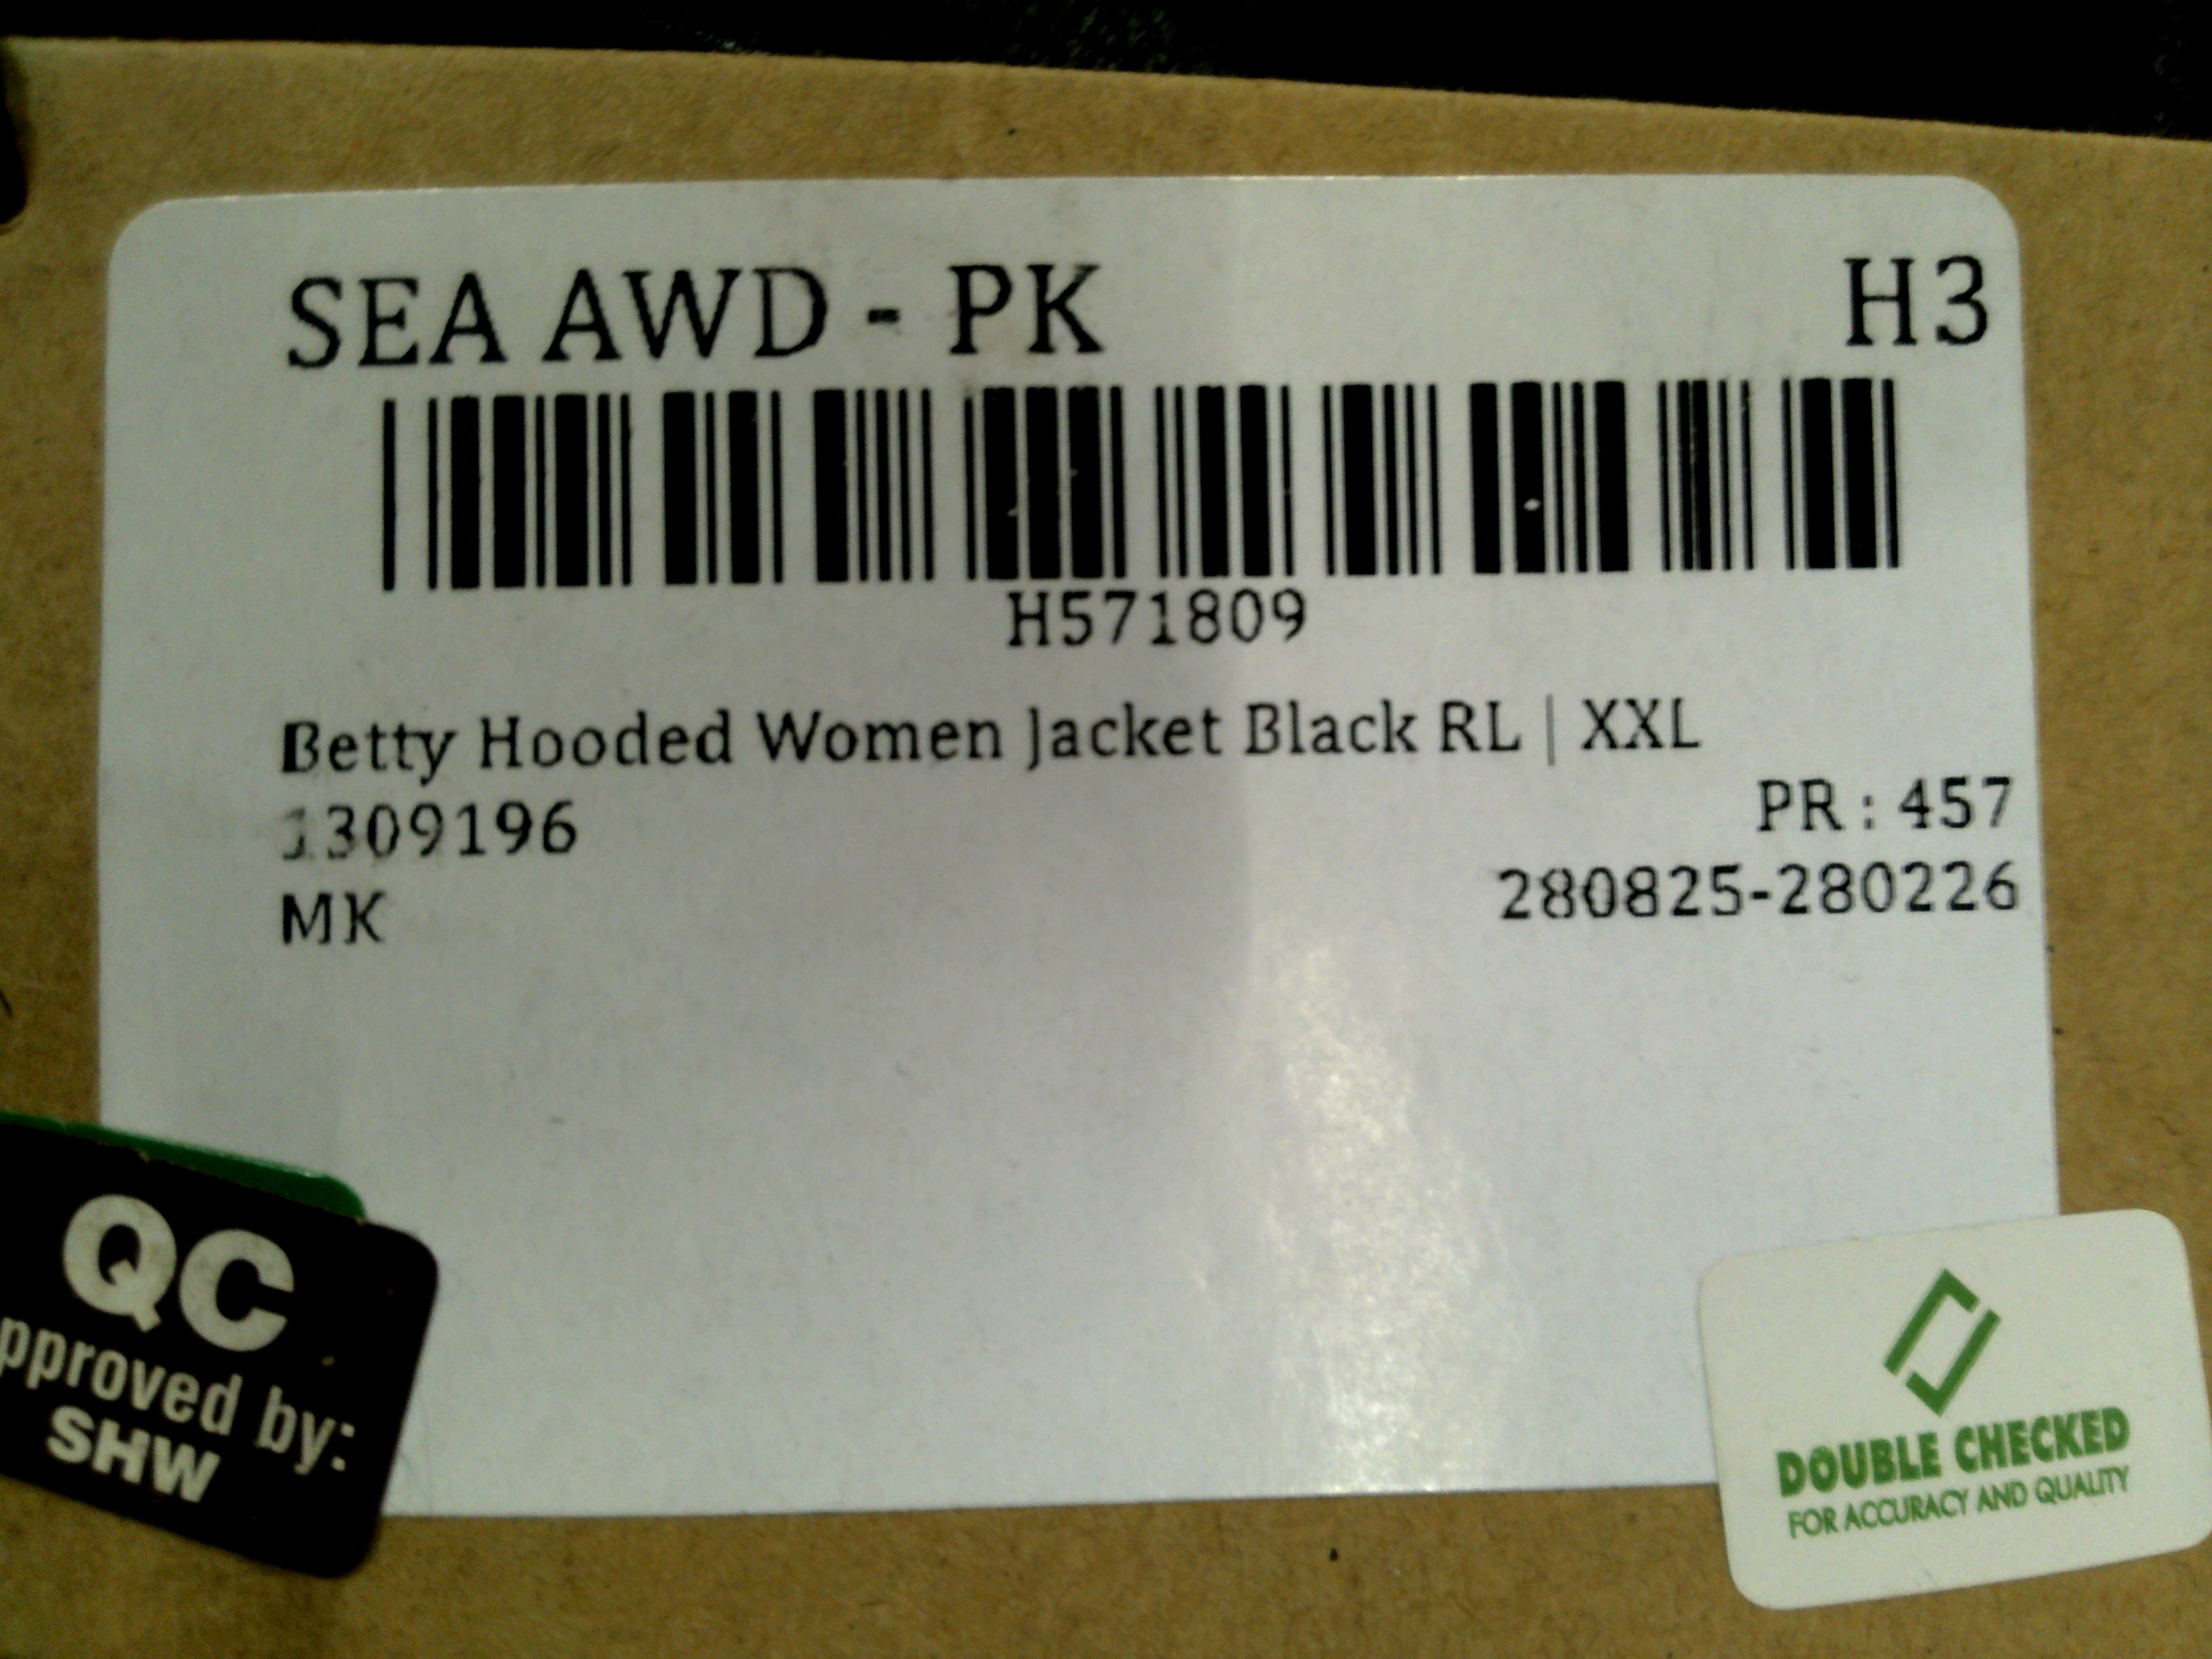 SEA AWD - PK H3
H571809
Betty Hooded Women Jacket Black RL | XXL
1309196 PR : 457
MK 280825-280226
QC
pproved by:
SHW
DOUBLE CHECKED
FOR ACCURACY AND QUALITY